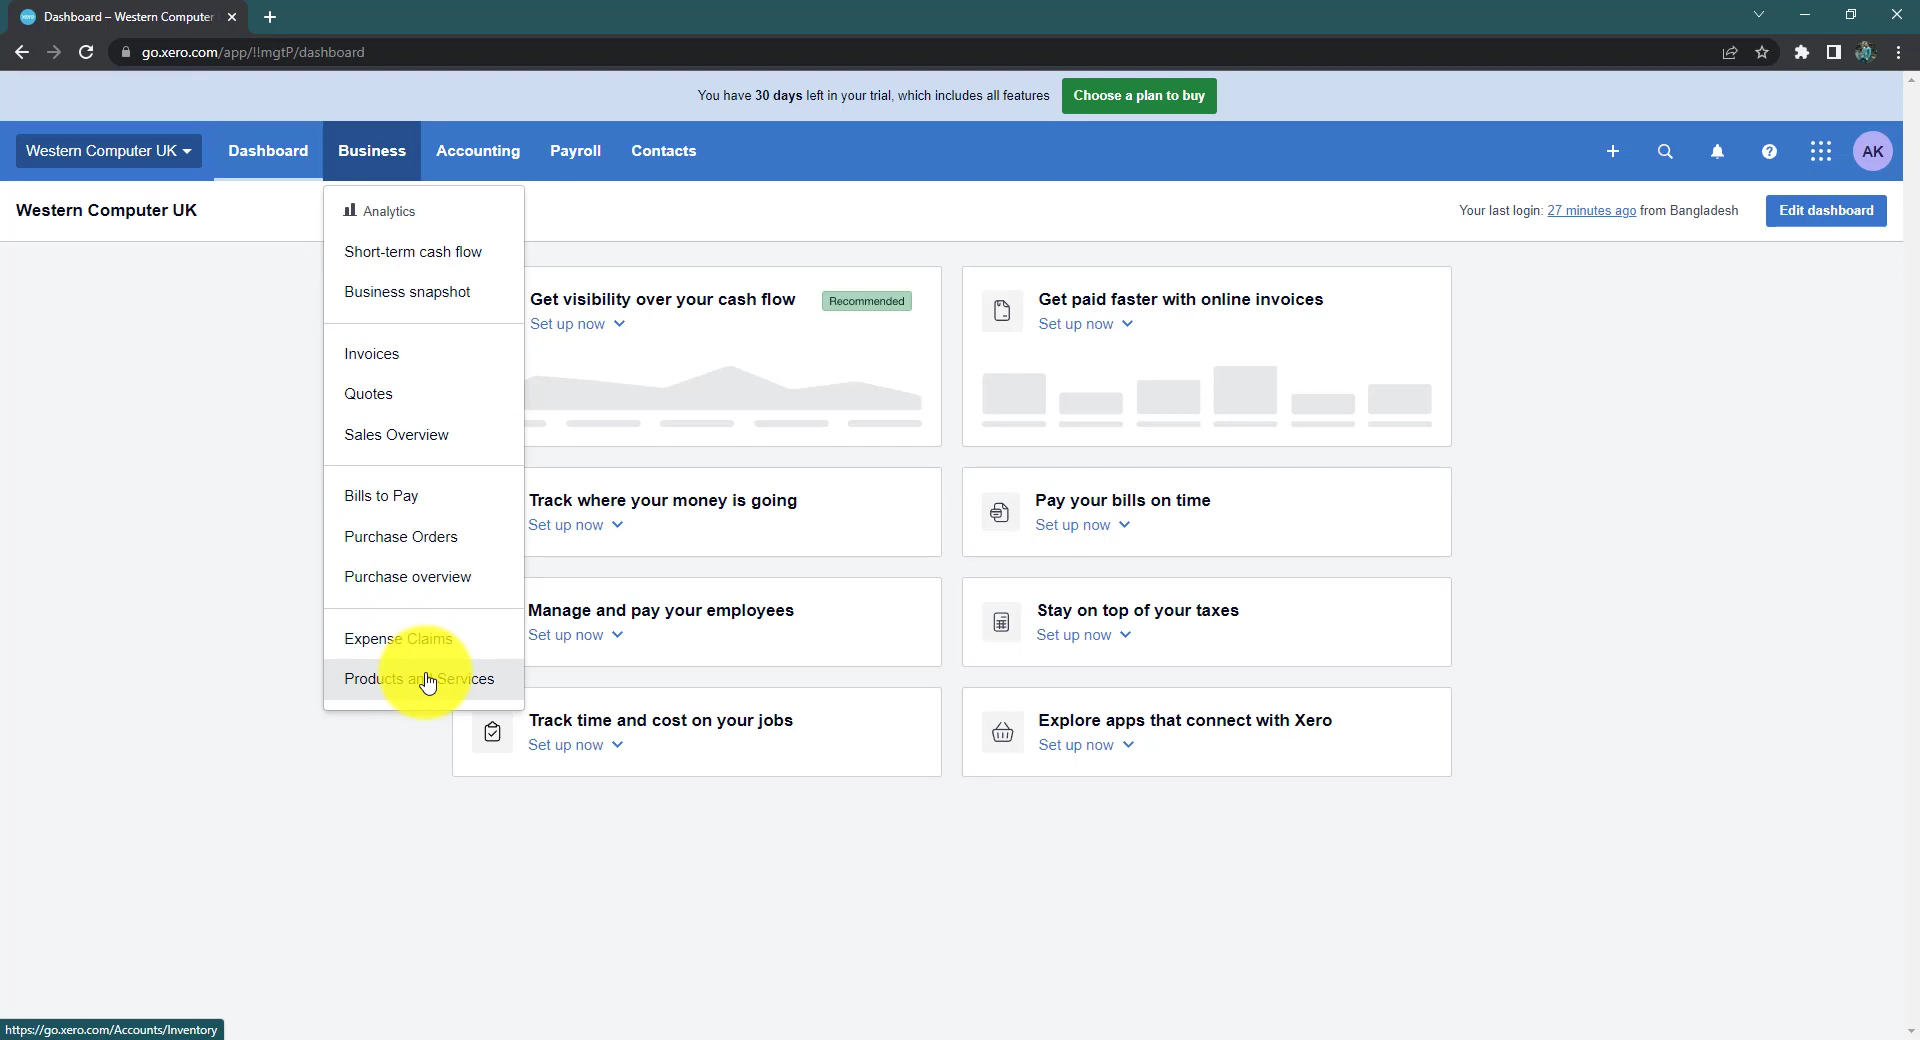 Dashboard – Western Computer
go.xero.com/app/!!mgtP/dashboard
You have 30 days left in your trial, which includes all features
Choose a plan to buy
Western Computer UK
Dashboard
Business
Accounting
Payroll
Contacts
AK
Western Computer UK
Your last login: 27 minutes ago from Bangladesh
Edit dashboard
Analytics
Short-term cash flow
Business snapshot
Invoices
Quotes
Sales Overview
Bills to Pay
Purchase Orders
Purchase overview
Expense Claims
Products and Services
Get visibility over your cash flow
Recommended
Set up now
Get paid faster with online invoices
Set up now
Track where your money is going
Set up now
Pay your bills on time
Set up now
Manage and pay your employees
Set up now
Stay on top of your taxes
Set up now
Track time and cost on your jobs
Set up now
Explore apps that connect with Xero
Set up now
https://go.xero.com/Accounts/Inventory